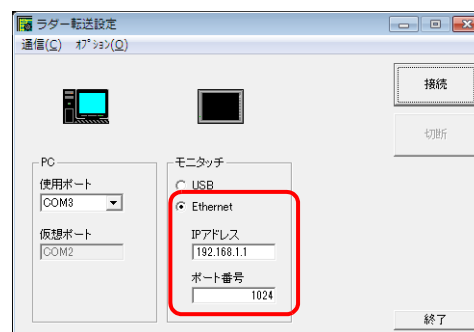 ラダー転送設定
通信(C) オプション(O)
接続
切断
PC
使用ポート
COM3
仮想ポート
COM2
モニタッチ
USB
Ethernet
IPアドレス
192.168.1.1
ポート番号
1024
終了